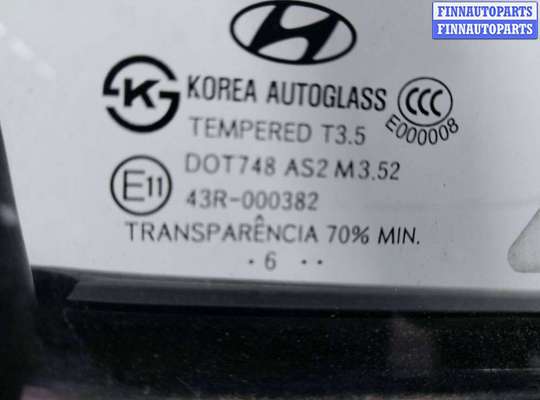 FINNAUTOPARTS
FINNAUTOPARTS
KS
KOREA AUTOGLASS
CCC
E000008
TEMPERED T3.5
DOT748 AS2 M3.52
E11
43R-000382
TRANSPARÊNCIA 70% MIN.
· 6 · ·